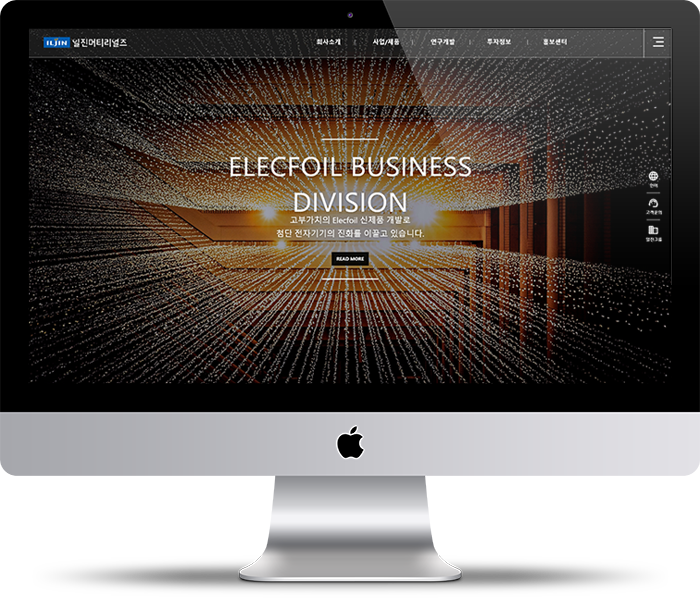 ILJIN 일진머티리얼즈
회사소개 | 사업/제품 | 연구개발 | 투자정보 | 홍보센터
ELECFOIL BUSINESS
DIVISION
고부가가치의 Elecfoil 신제품 개발로
첨단 전자기기의 진화를 이끌고 있습니다.
READ MORE
언어
고객문의
일진그룹